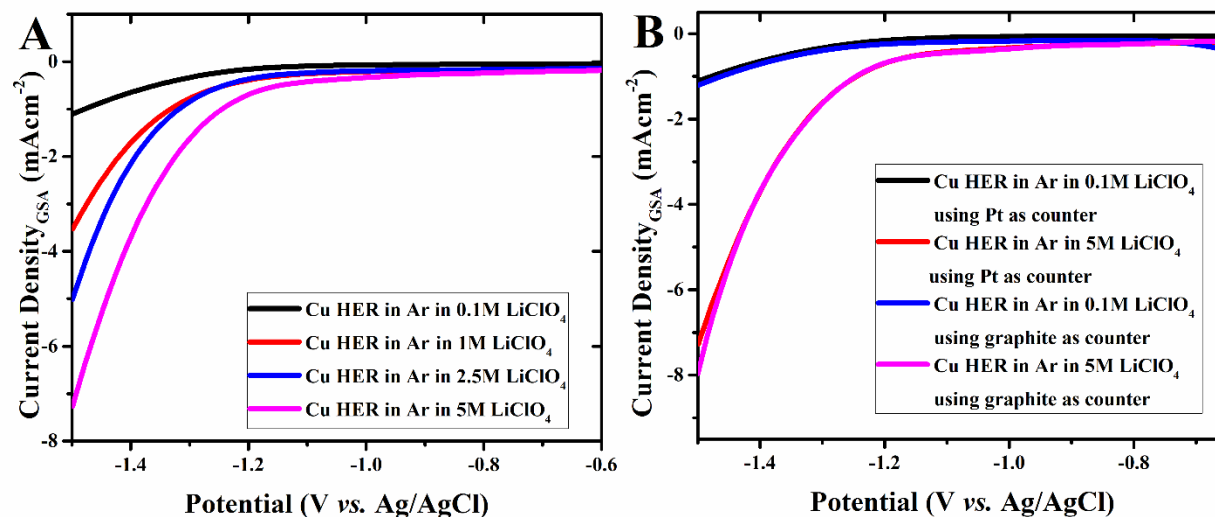 A
Current Density_GSA (mAcm⁻²)
0
-2
-4
-6
-8
Cu HER in Ar in 0.1M LiClO₄
Cu HER in Ar in 1M LiClO₄
Cu HER in Ar in 2.5M LiClO₄
Cu HER in Ar in 5M LiClO₄
-1.4
-1.2
-1.0
-0.8
-0.6
Potential (V vs. Ag/AgCl)
B
Current Density_GSA (mAcm⁻²)
0
-2
-4
-6
-8
Cu HER in Ar in 0.1M LiClO₄
using Pt as counter
Cu HER in Ar in 5M LiClO₄
using Pt as counter
Cu HER in Ar in 0.1M LiClO₄
using graphite as counter
Cu HER in Ar in 5M LiClO₄
using graphite as counter
-1.4
-1.2
-1.0
-0.8
Potential (V vs. Ag/AgCl)